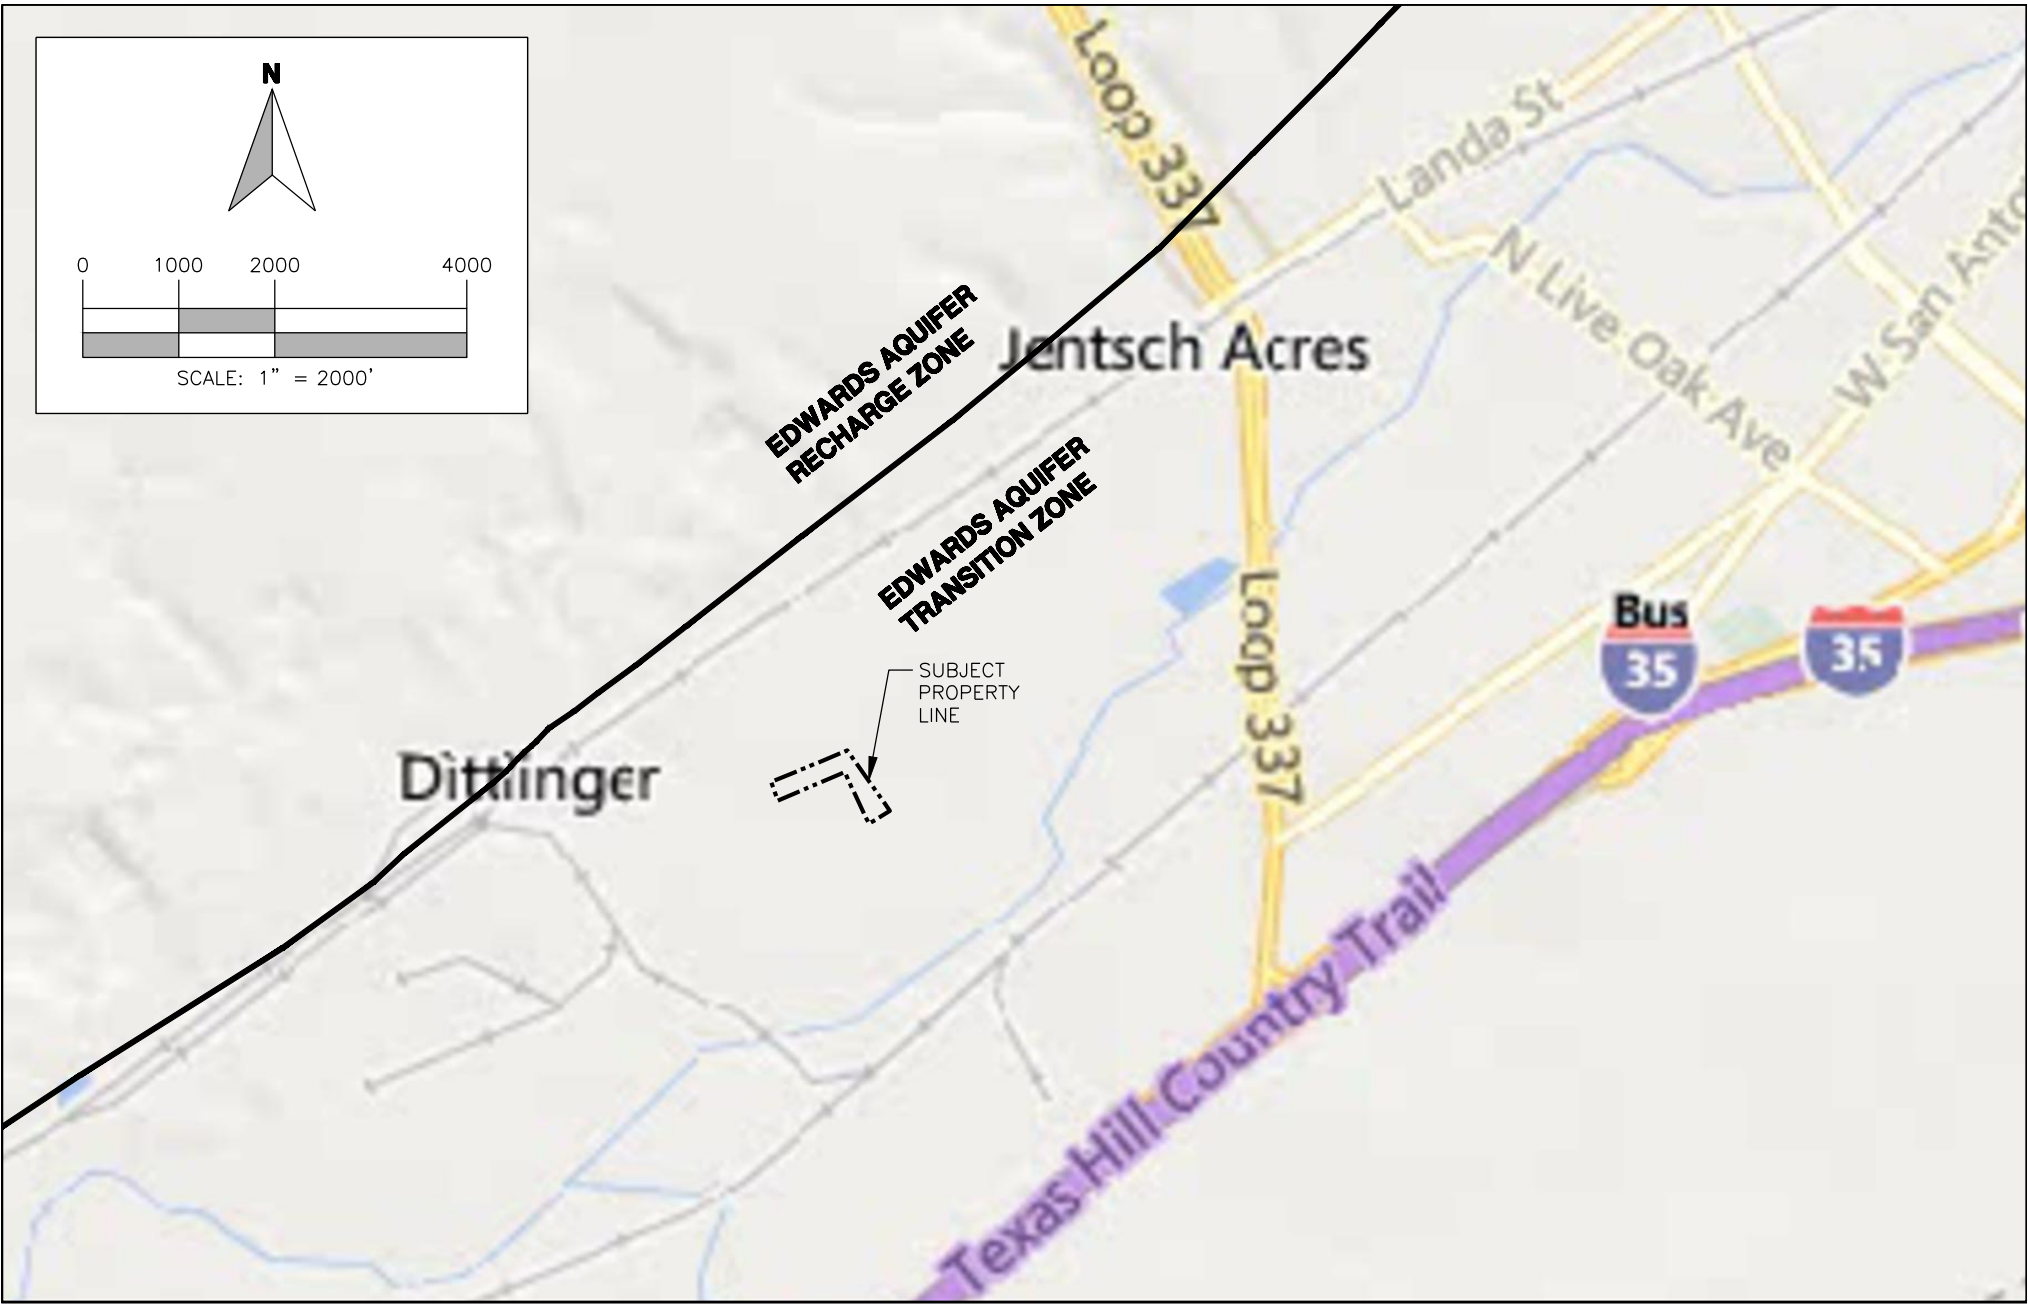 N
0 1000 2000 4000
SCALE: 1" = 2000'
Loop 337
Landa St
N Live Oak Ave
W San Anto
EDWARDS AQUIFER
RECHARGE ZONE
Jentsch Acres
EDWARDS AQUIFER
TRANSITION ZONE
Loop 337
Bus
35
35
SUBJECT
PROPERTY
LINE
Dittlinger
Texas Hill Country Trail